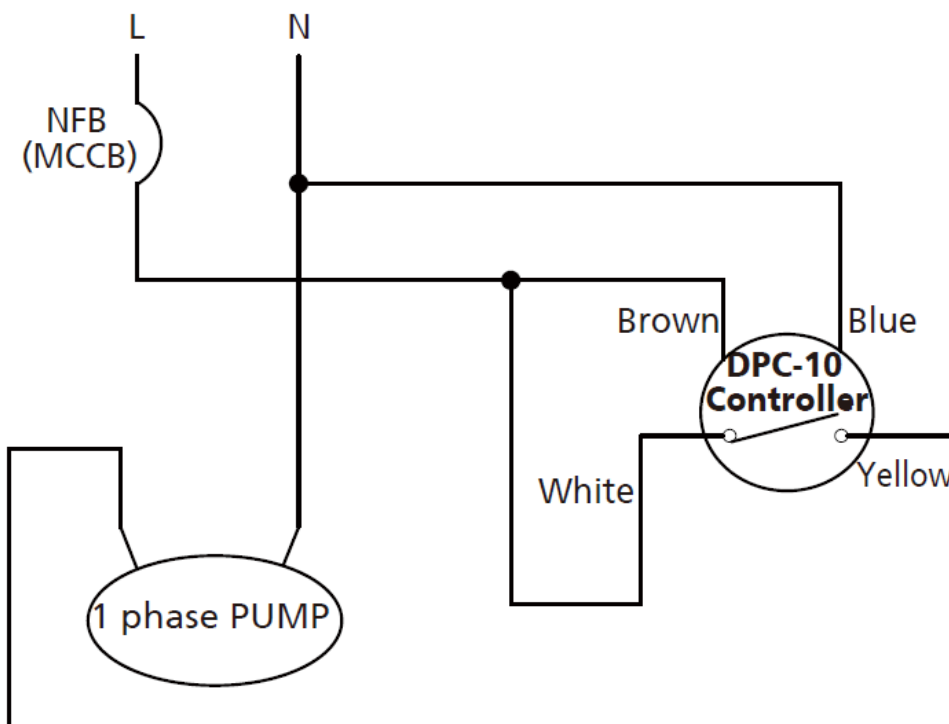 L
N
NFB
(MCCB)
Brown
Blue
DPC-10
Controller
White
Yellow
1 phase PUMP